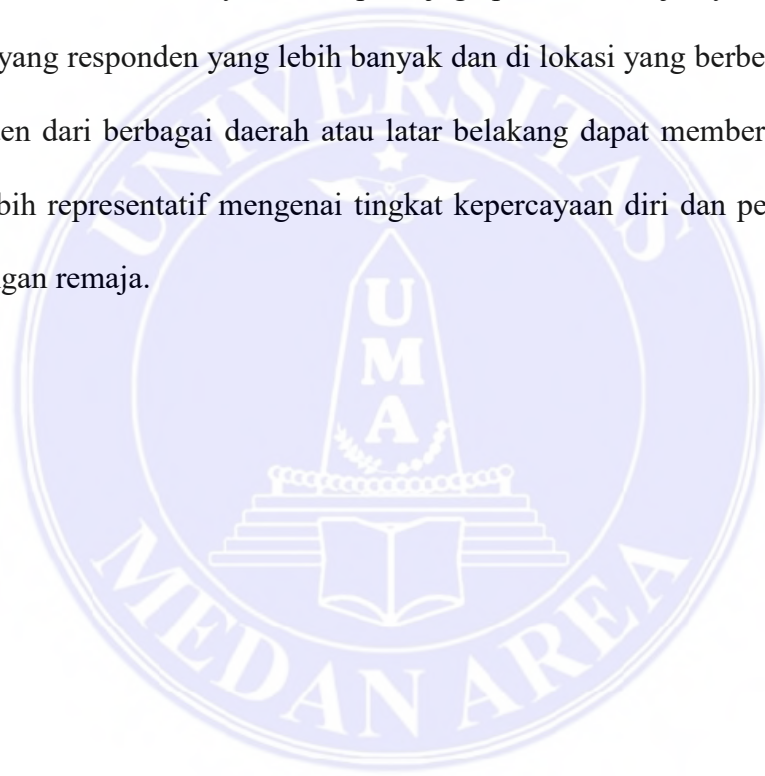 yang responden yang lebih banyak dan di lokasi yang berbe
en dari berbagai daerah atau latar belakang dapat member
bih representatif mengenai tingkat kepercayaan diri dan pe
gan remaja.
UNIVERSITAS
UMA
MEDAN AREA